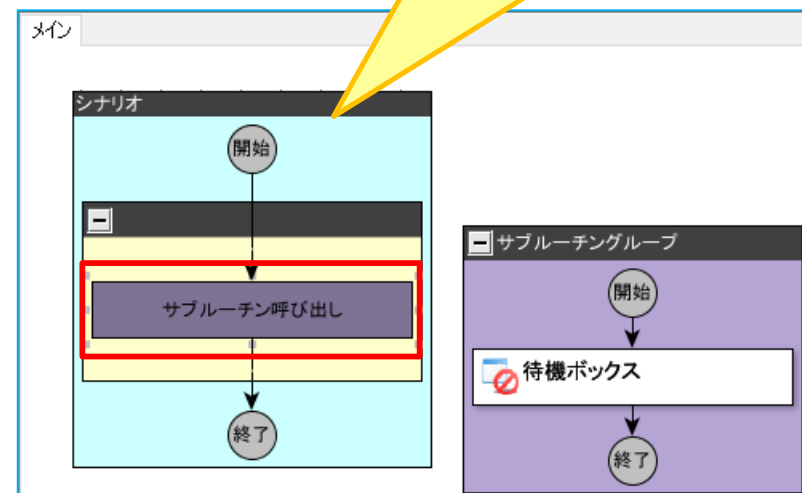 メイン
シナリオ
開始
サブルーチン呼び出し
終了
サブルーチングループ
開始
待機ボックス
終了